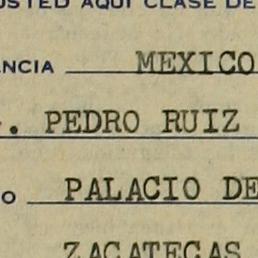 USTED AQUI CLASE DE
NCIA MEXICO
. PEDRO RUIZ
O PALACIO DE
ZACATECAS